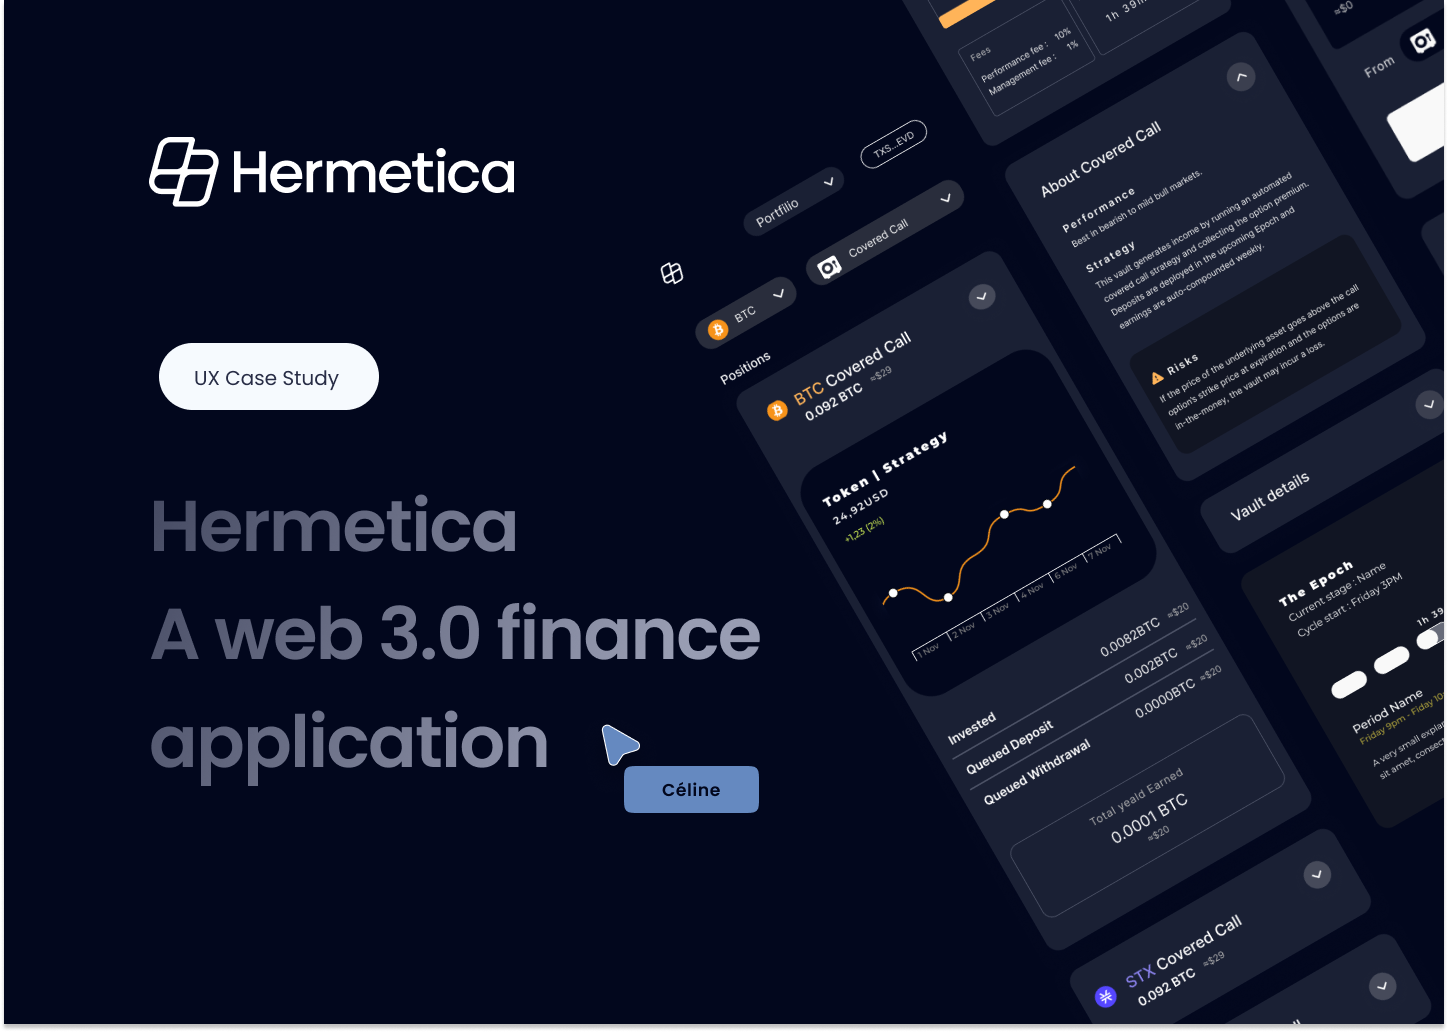 Hermetica
UX Case Study
Hermetica
A web 3.0 finance
application
Céline
TXS...EVD
Portfilio
Covered Call
BTC
Positions
BTC Covered Call
0.092 BTC ≈$29
Token | Strategy
24,92USD
+1,23 (2%)
1 Nov
2 Nov
3 Nov
4 Nov
6 Nov
7 Nov
Invested 0.0082BTC ≈$20
Queued Deposit 0.002BTC ≈$20
Queued Withdrawal 0.0000BTC ≈$20
Total yeald Earned
0.0001 BTC
≈$20
STX Covered Call
0.092 BTC ≈$29
Fees
Performance fee : 10%
Management fee : 1%
About Covered Call
Performance
Best in bearish to mild bull markets.
Strategy
This vault generates income by running an automated
covered call strategy and collecting the option premium.
Deposits are deployed in the upcoming Epoch and
earnings are auto-compounded weekly.
Risks
If the price of the underlying asset goes above the call
option's strike price at expiration and the options are
in-the-money, the vault may incur a loss.
Vault details
The Epoch
Current stage : Name
Cycle start : Friday 3PM
1h 39
Period Name
Friday 9pm - Fiday 10
A very small explan
sit amet, consect
≈$0
From